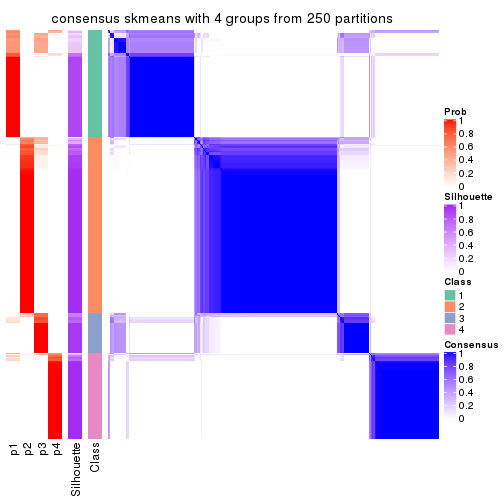 consensus skmeans with 4 groups from 250 partitions
Prob
1
0.8
0.6
0.4
0.2
0
Silhouette
1
0.8
0.6
0.4
0.2
0
Class
1
2
3
4
Consensus
1
0.8
0.6
0.4
0.2
0
p1
p2
p3
p4
Silhouette
Class